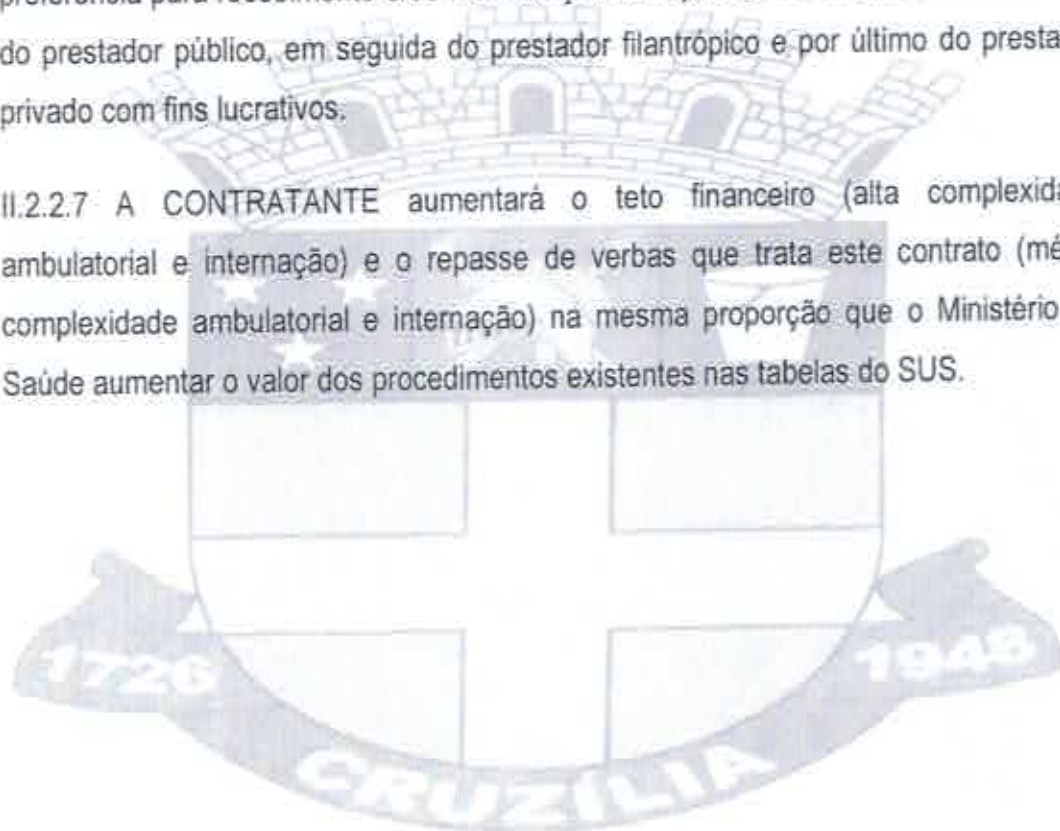 do prestador público, em seguida do prestador filantrópico e por último do presta
privado com fins lucrativos.
II.2.2.7 A CONTRATANTE aumentará o teto financeiro (alta complexida
ambulatorial e internação) e o repasse de verbas que trata este contrato (mé
complexidade ambulatorial e internação) na mesma proporção que o Ministério
Saúde aumentar o valor dos procedimentos existentes nas tabelas do SUS.
1726
1948
CRUZÍLIA